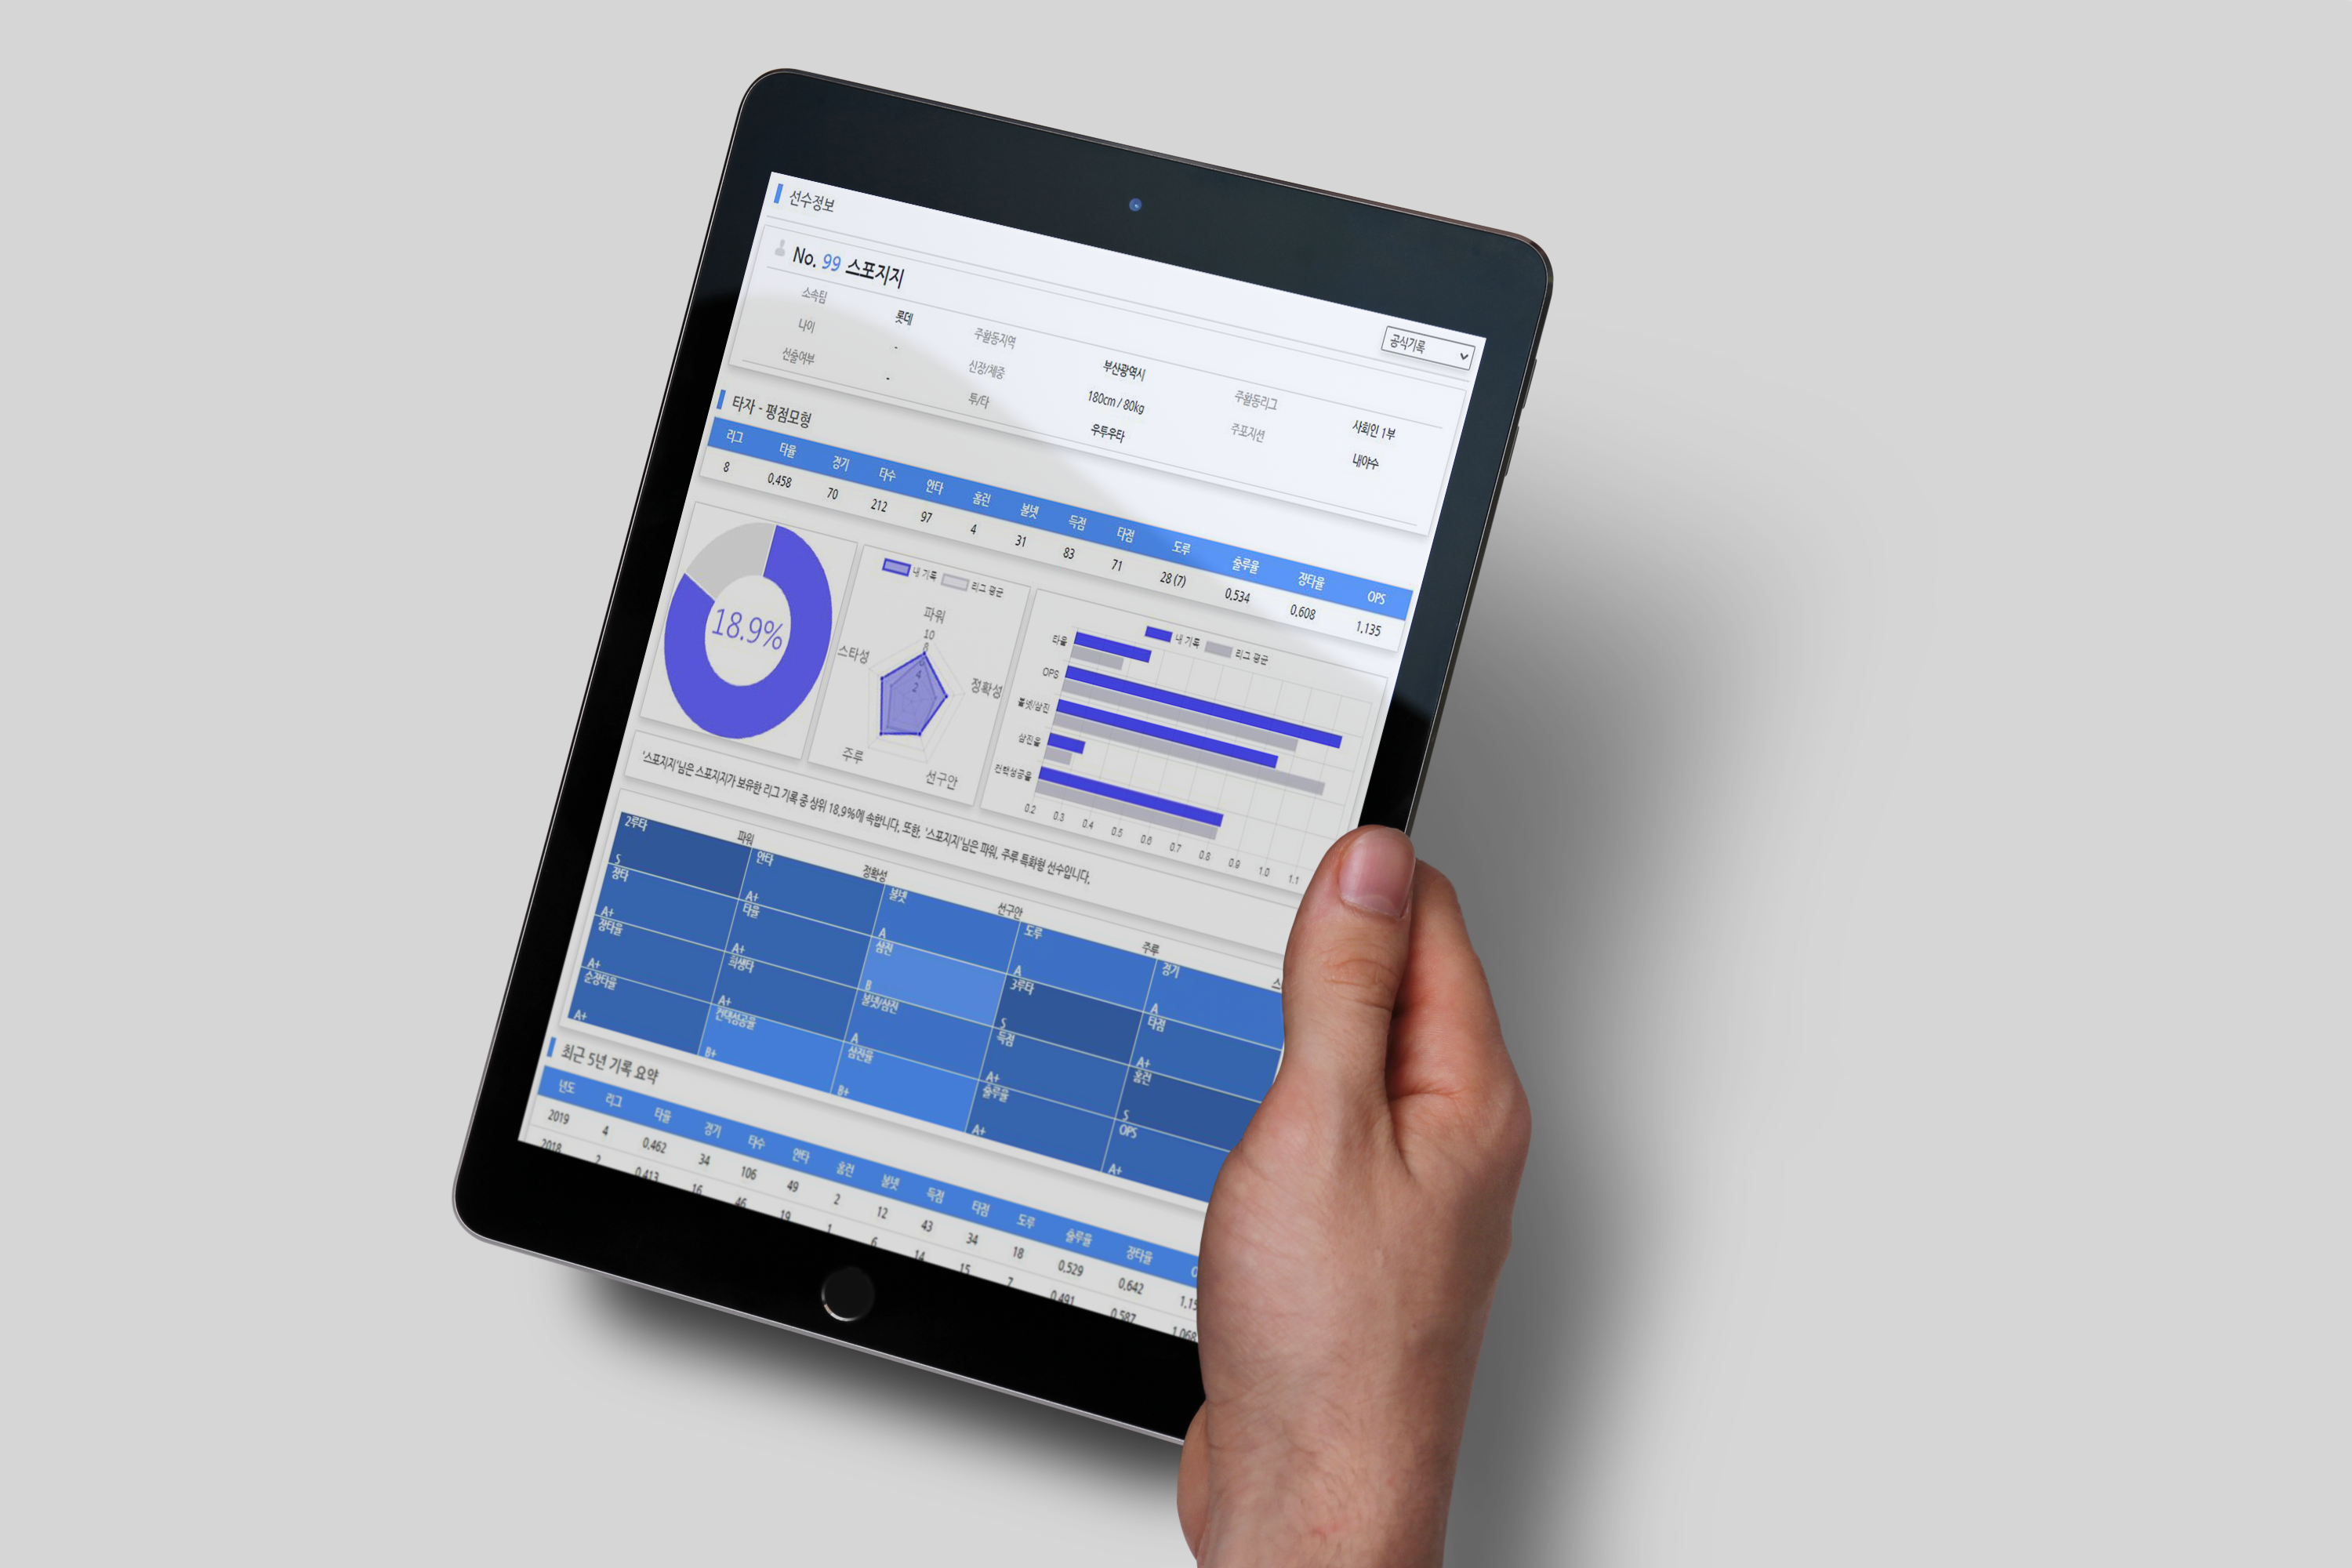 선수정보
공식기록
No. 99 스포지지
소속팀 롯데 주활동지역 부산광역시 주활동리그 사회인 1부
나이 - 신장/체중 180cm / 80kg 주포지션 내야수
선출여부 - 투/타 우투우타
타자 - 평점모형
리그 타율 경기 타수 안타 홈런 볼넷 득점 타점 도루 출루율 장타율 OPS
8 0.458 70 212 97 4 31 83 71 28 (7) 0.534 0.608 1.135
18.9%
내 기록 리그 평균
파워
10
8
4
2
스타성
정확성
주루
선구안
내 기록 리그 평균
타율
OPS
볼넷/삼진
삼진율
컨택성공률
0.2 0.3 0.4 0.5 0.6 0.7 0.8 0.9 1.0 1.1
'스포지지'님은 스포지지가 보유한 리그 기록 중 상위 18.9%에 속합니다. 또한, '스포지지'님은 파워, 주루 특화형 선수입니다.
파워 정확성 선구안 주루
2루타 안타 볼넷 도루 경기
S A+ A A A
장타 타율 삼진 3루타 타점
A+ A+ B S A+
장타율 희생타 볼넷/삼진 득점 홈런
A+ A+ A A+ S
순장타율 컨택성공율 삼진율 출루율 OPS
A+ B+ B+ A+ A+
최근 5년 기록 요약
년도 리그 타율 경기 타수 안타 홈런 볼넷 득점 타점 도루 출루율 장타율
2019 4 0.462 34 106 49 2 12 43 34 18 0.529 0.642
2018 2 0.413 16 46 19 1 6 14 15 7 0.491 0.587 1.068